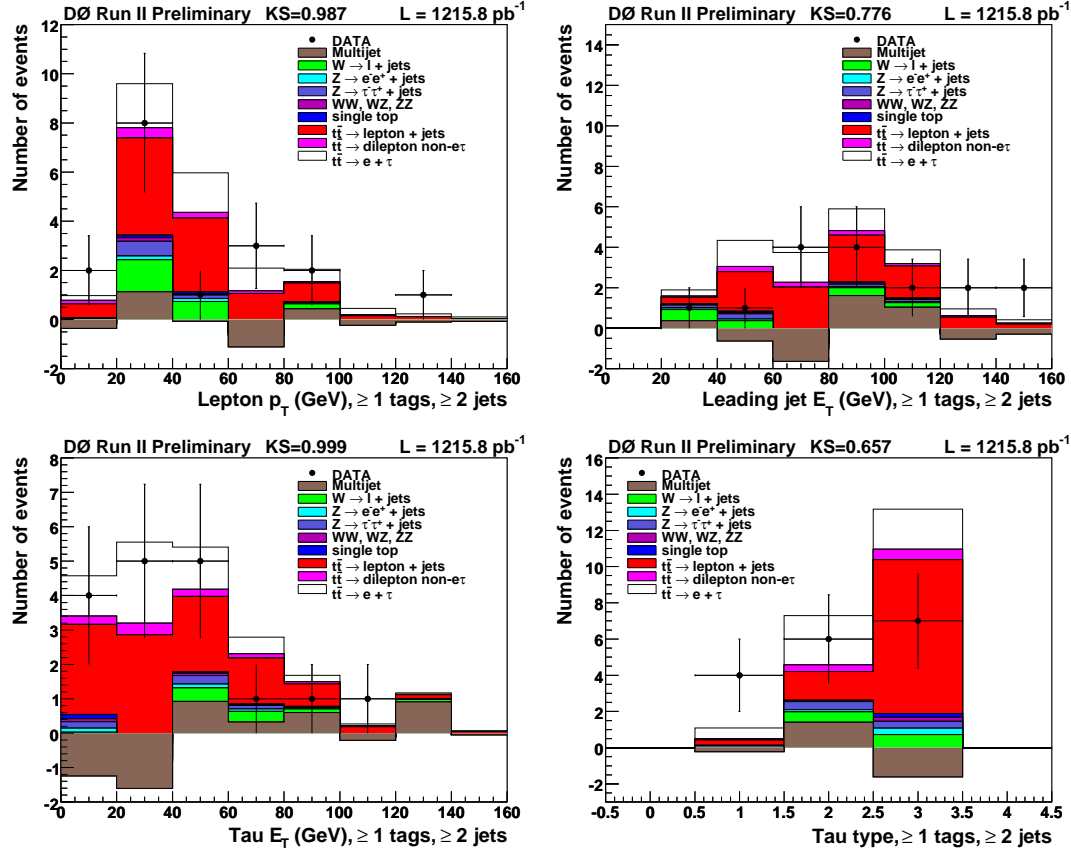 DØ Run II Preliminary KS=0.987 L = 1215.8 pb⁻¹
Number of events
12
10
8
6
4
2
0
-2
DATA
Multijet
W → l + jets
Z → e⁻e⁺ + jets
Z → τ⁻τ⁺ + jets
WW, WZ, ZZ
single top
tt̄ → lepton + jets
tt̄ → dilepton non-eτ
tt̄ → e + τ
0 20 40 60 80 100 120 140 160
Lepton p_T (GeV), ≥ 1 tags, ≥ 2 jets
DØ Run II Preliminary KS=0.776 L = 1215.8 pb⁻¹
Number of events
14
12
10
8
6
4
2
0
-2
DATA
Multijet
W → l + jets
Z → e⁻e⁺ + jets
Z → τ⁻τ⁺ + jets
WW, WZ, ZZ
single top
tt̄ → lepton + jets
tt̄ → dilepton non-eτ
tt̄ → e + τ
0 20 40 60 80 100 120 140 160
Leading jet E_T (GeV), ≥ 1 tags, ≥ 2 jets
DØ Run II Preliminary KS=0.999 L = 1215.8 pb⁻¹
Number of events
8
7
6
5
4
3
2
1
0
-1
-2
DATA
Multijet
W → l + jets
Z → e⁻e⁺ + jets
Z → τ⁻τ⁺ + jets
WW, WZ, ZZ
single top
tt̄ → lepton + jets
tt̄ → dilepton non-eτ
tt̄ → e + τ
0 20 40 60 80 100 120 140 160
Tau E_T (GeV), ≥ 1 tags, ≥ 2 jets
DØ Run II Preliminary KS=0.657 L = 1215.8 pb⁻¹
Number of events
16
14
12
10
8
6
4
2
0
-2
DATA
Multijet
W → l + jets
Z → e⁻e⁺ + jets
Z → τ⁻τ⁺ + jets
WW, WZ, ZZ
single top
tt̄ → lepton + jets
tt̄ → dilepton non-eτ
tt̄ → e + τ
-0.5 0 0.5 1 1.5 2 2.5 3 3.5 4 4.5
Tau type, ≥ 1 tags, ≥ 2 jets